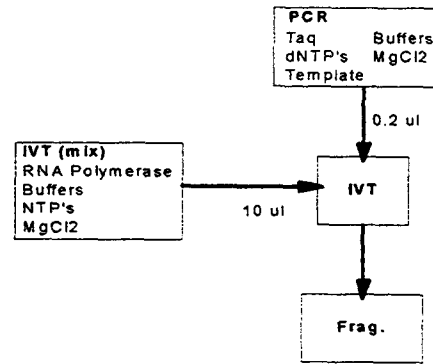 PCR
Taq Buffers
dNTP's MgCl2
Template
0.2 ul
IVT (mix)
RNA Polymerase
Buffers
NTP's
MgCl2
10 ul
IVT
Frag.